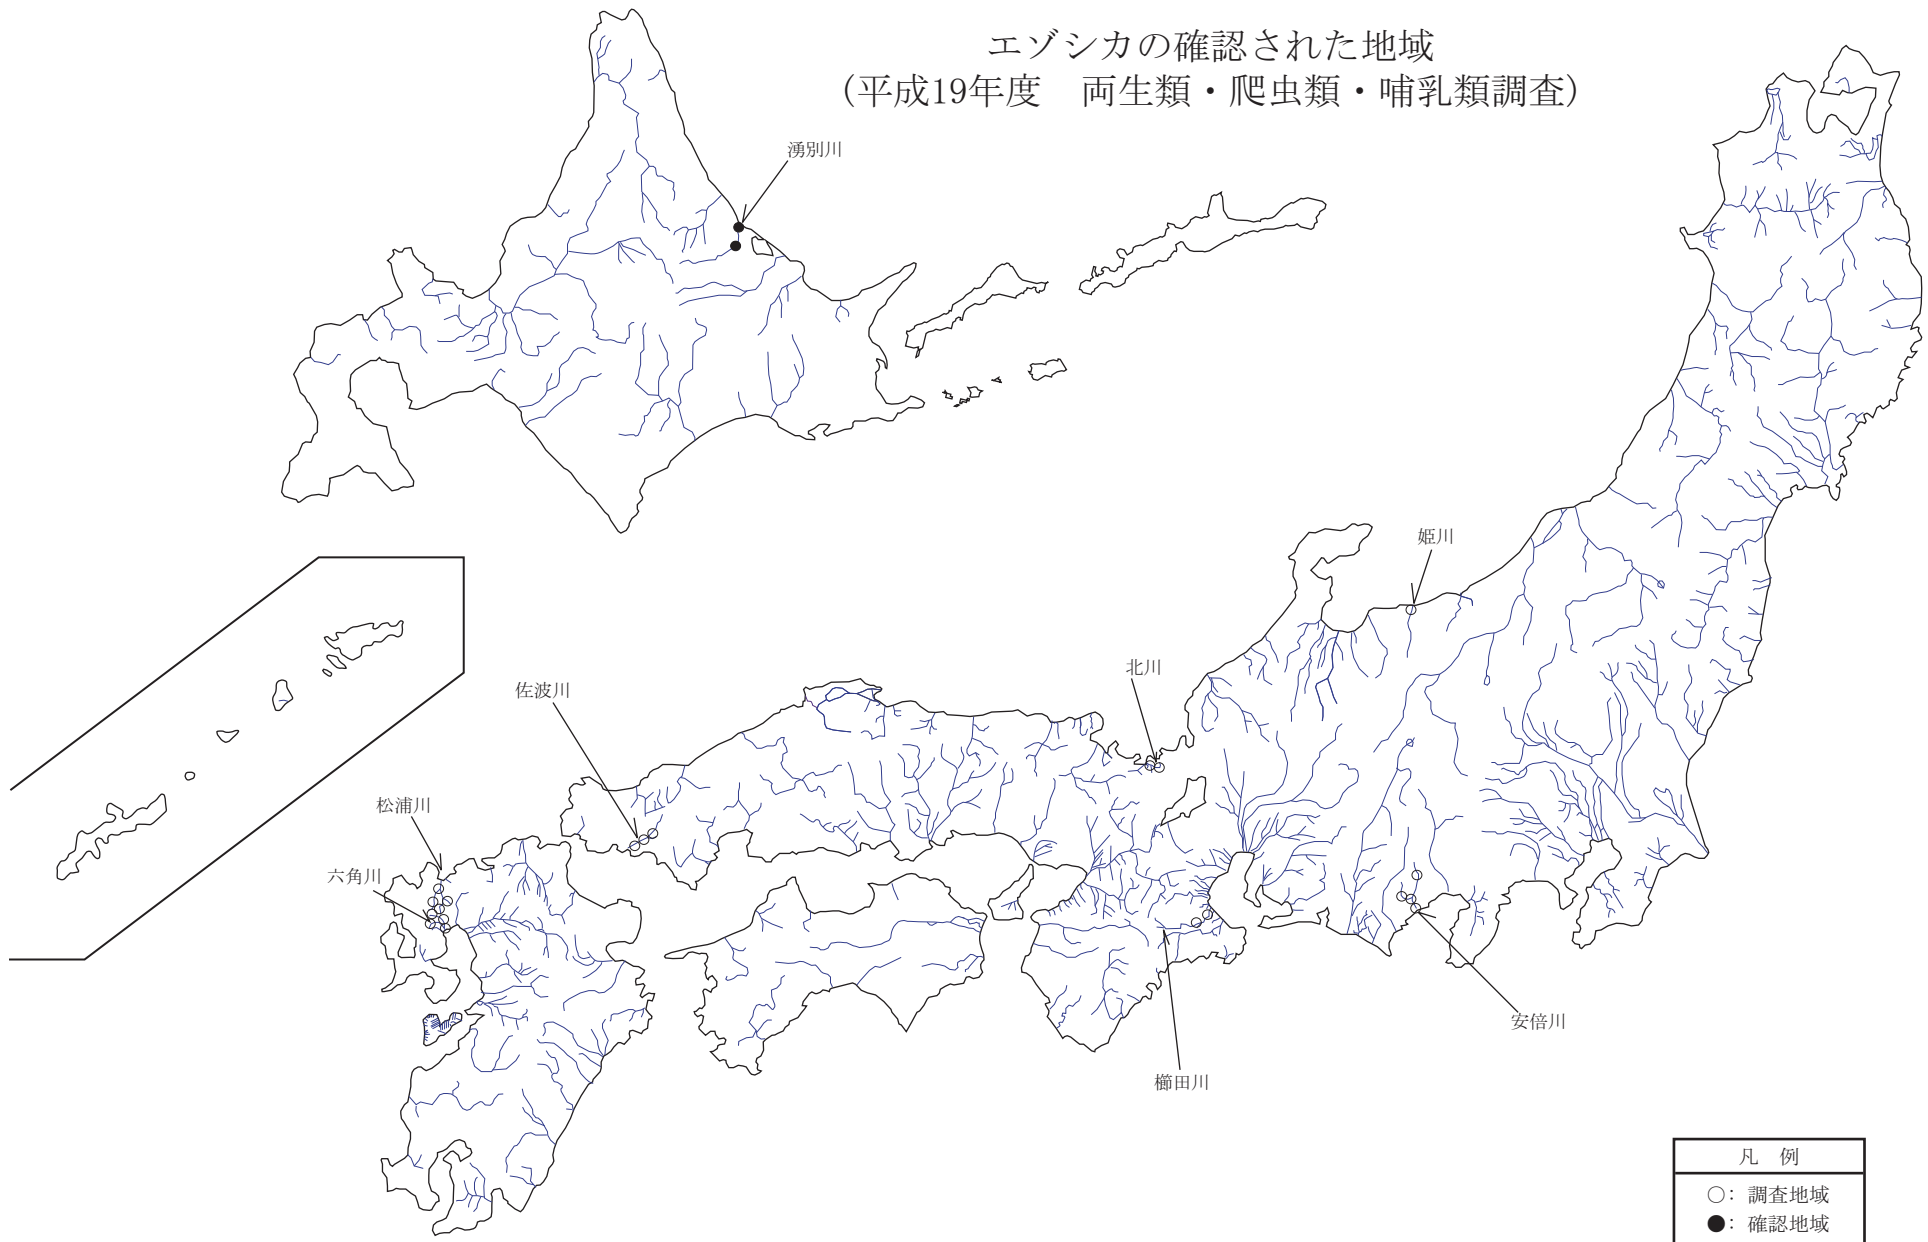 エゾシカの確認された地域
（平成19年度　両生類・爬虫類・哺乳類調査）
湧別川
姫川
北川
佐波川
松浦川
六角川
安倍川
櫛田川
凡　例
○： 調査地域
●： 確認地域